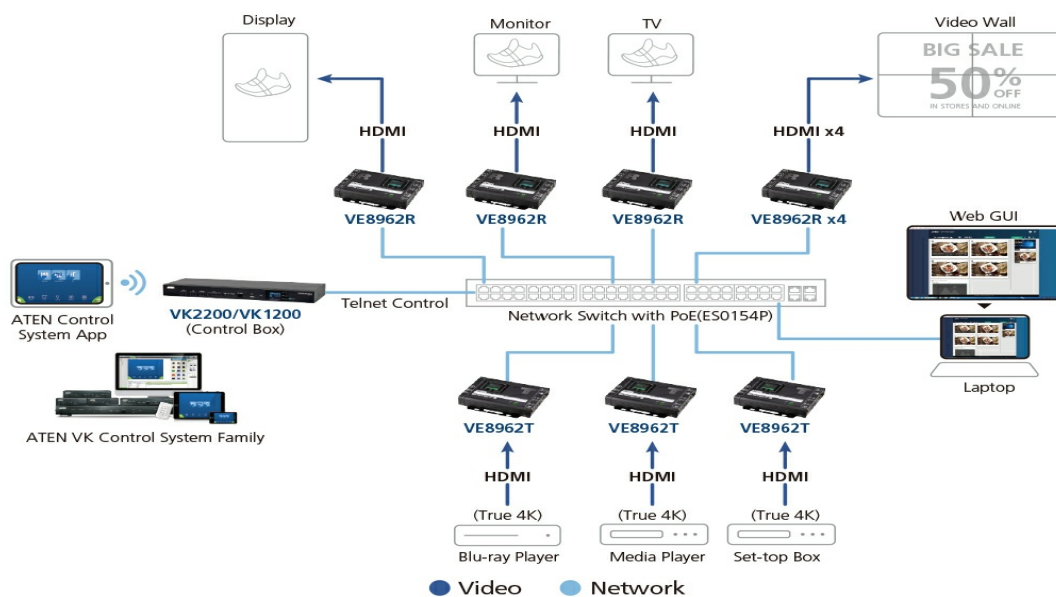 Display
Monitor
TV
Video Wall
BIG SALE
50%
OFF
IN STORES AND ONLINE
HDMI
HDMI
HDMI
HDMI x4
VE8962R
VE8962R
VE8962R
VE8962R x4
Web GUI
ATEN Control
System App
VK2200/VK1200
(Control Box)
Telnet Control
Network Switch with PoE(ES0154P)
Laptop
ATEN VK Control System Family
VE8962T
VE8962T
VE8962T
HDMI
HDMI
HDMI
(True 4K)
(True 4K)
(True 4K)
Blu-ray Player
Media Player
Set-top Box
Video
Network